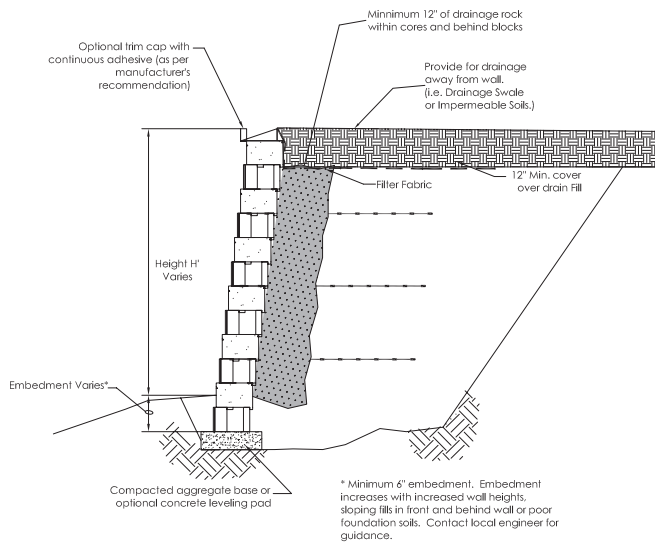 Minnimum 12" of drainage rock
within cores and behind blocks
Optional trim cap with
continuous adhesive (as per
manufacturer's
recommendation)
Provide for drainage
away from wall.
(i.e. Drainage Swale
or Impermeable Soils.)
Filter Fabric
12" Min. cover
over drain Fill
Height H'
Varies
Embedment Varies*
Compacted aggregate base or
optional concrete leveling pad
* Minimum 6" embedment. Embedment
increases with increased wall heights,
sloping fills in front and behind wall or poor
foundation soils. Contact local engineer for
guidance.